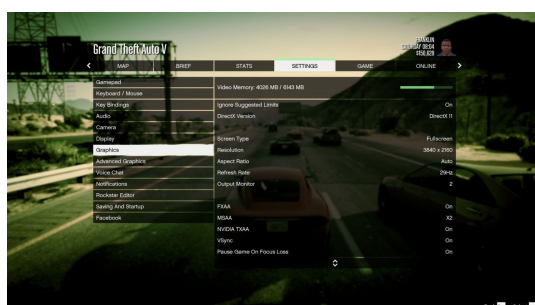 Grand Theft Auto V
FRANKLIN
MAP BRIEF STATS SETTINGS GAME ONLINE
Gamepad
Keyboard / Mouse
Key Bindings
Audio
Camera
Display
Graphics
Advanced Graphics
Voice Chat
Notifications
Rockstar Editor
Saving And Startup
Facebook
Video Memory: 4026 MB / 6143 MB
Ignore Suggested Limits On
DirectX Version DirectX 11
Screen Type Fullscreen
Resolution 3840 x 2160
Aspect Ratio Auto
Refresh Rate 29Hz
Output Monitor 2
FXAA On
MSAA X2
NVIDIA TXAA On
VSync On
Pause Game On Focus Loss On